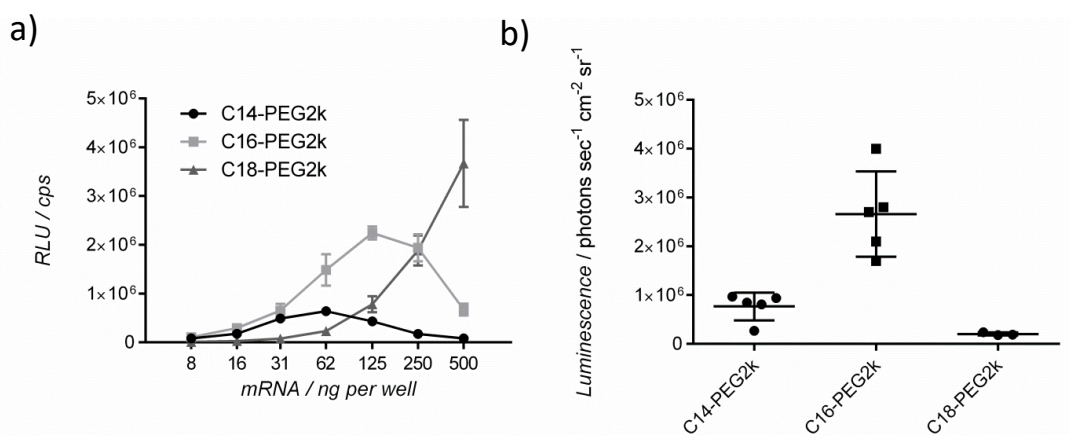 a)
5×10⁶
4×10⁶
3×10⁶
2×10⁶
1×10⁶
0
RLU / cps
C14-PEG2k
C16-PEG2k
C18-PEG2k
8 16 31 62 125 250 500
mRNA / ng per well
b)
5×10⁶
4×10⁶
3×10⁶
2×10⁶
1×10⁶
0
Luminescence / photons sec⁻¹ cm⁻² sr⁻¹
C14-PEG2k
C16-PEG2k
C18-PEG2k